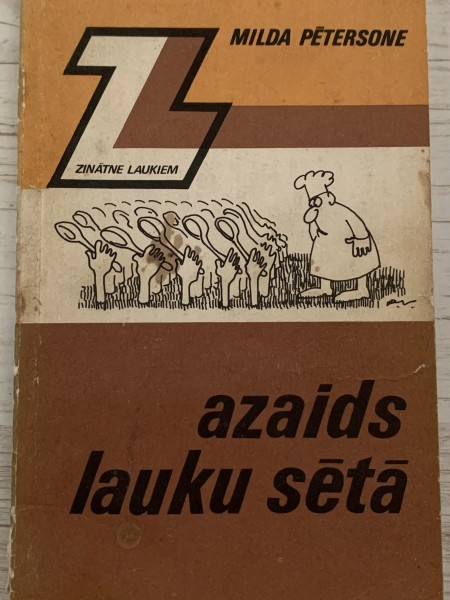 MILDA PĒTERSONE
ZINĀTNE LAUKIEM
azaids
lauku sētā